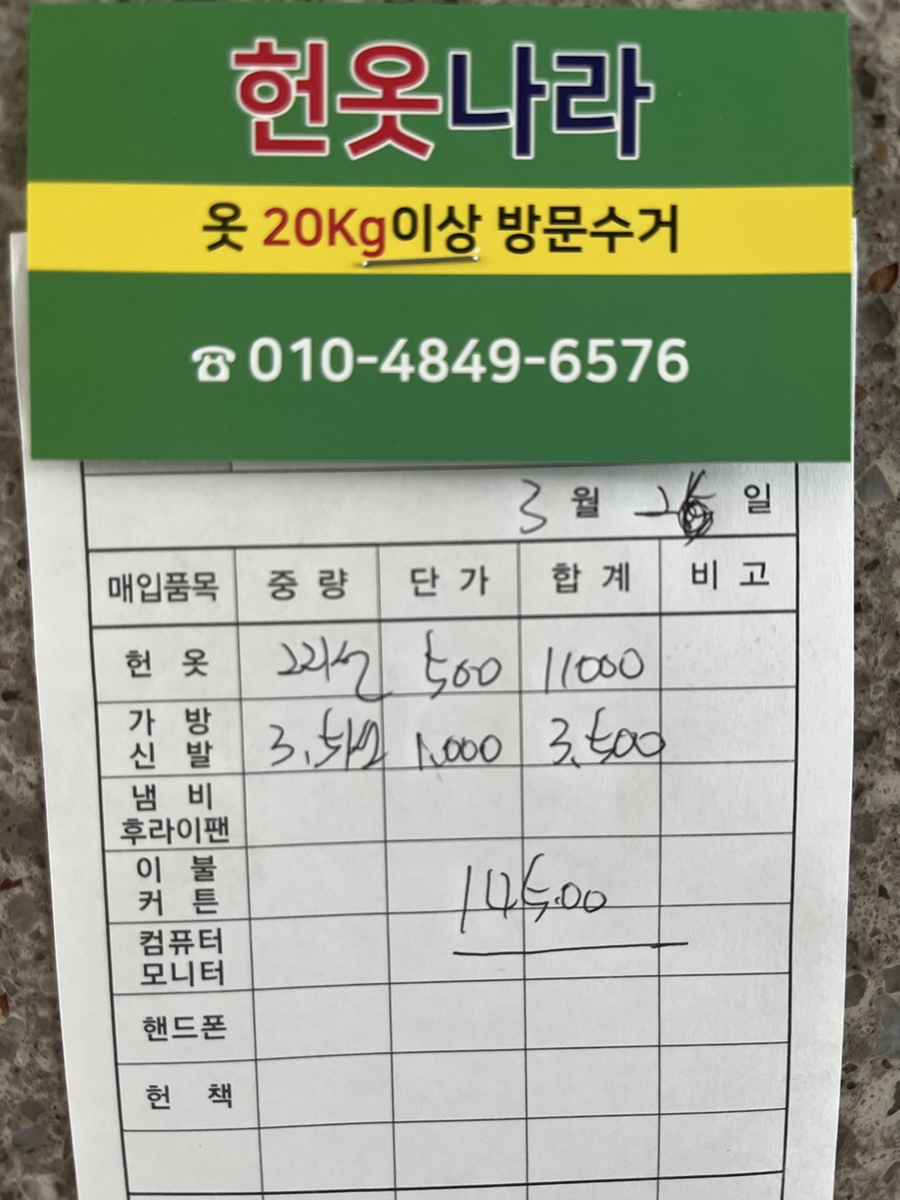 헌옷나라
옷 20Kg이상 방문수거
☎ 010-4849-6576
3 월 일
매입품목 중 량 단 가 합 계 비 고
헌 옷 22kg 500 11000
가 방
신 발 3.5kg 1.000 3.500
냄 비
후라이팬
이 불
커 튼 14500
컴퓨터
모니터
핸드폰
헌 책